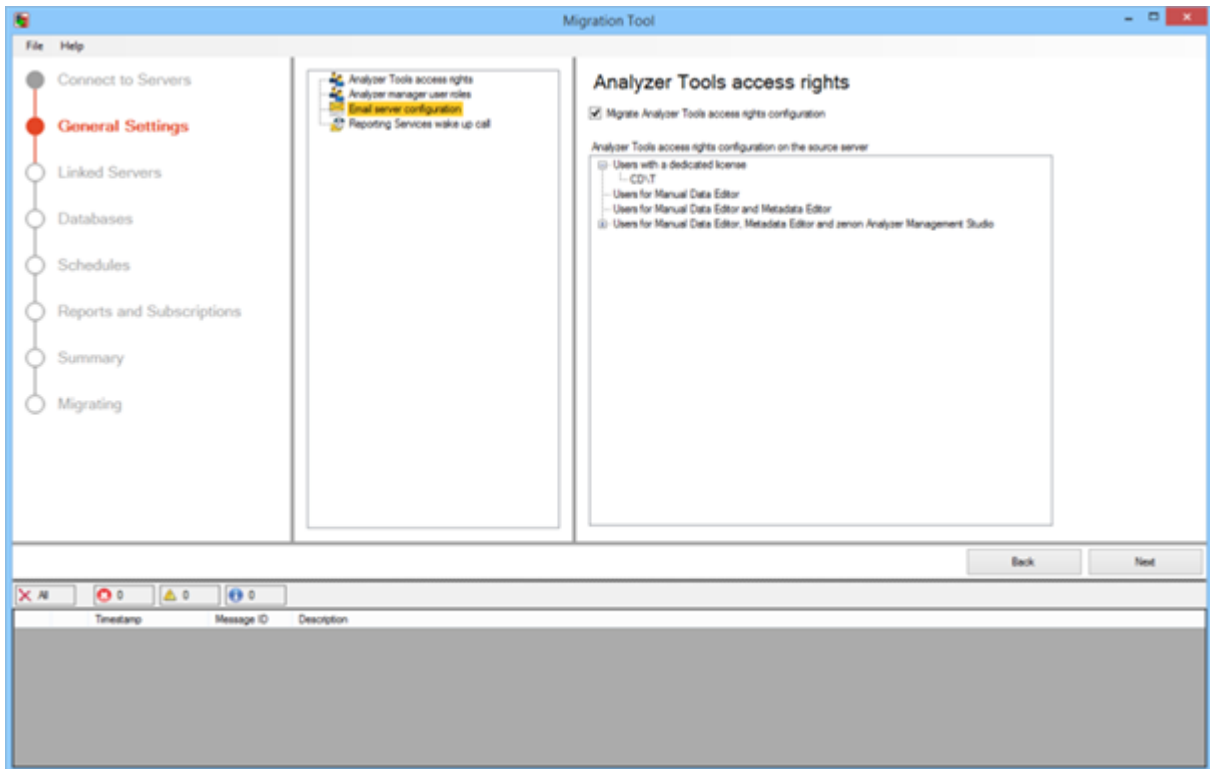 Migration Tool
File Help
Connect to Servers
General Settings
Linked Servers
Databases
Schedules
Reports and Subscriptions
Summary
Migrating
Analyzer Tools access rights
Analyzer manager user roles
Email server configuration
Reporting Services wake up call
Analyzer Tools access rights
Migrate Analyzer Tools access rights configuration
Analyzer Tools access rights configuration on the source server
Users with a dedicated license
CD\T
Users for Manual Data Editor
Users for Manual Data Editor and Metadata Editor
Users for Manual Data Editor, Metadata Editor and zenon Analyzer Management Studio
Back Next
All 0 0 0
Timestamp Message ID Description